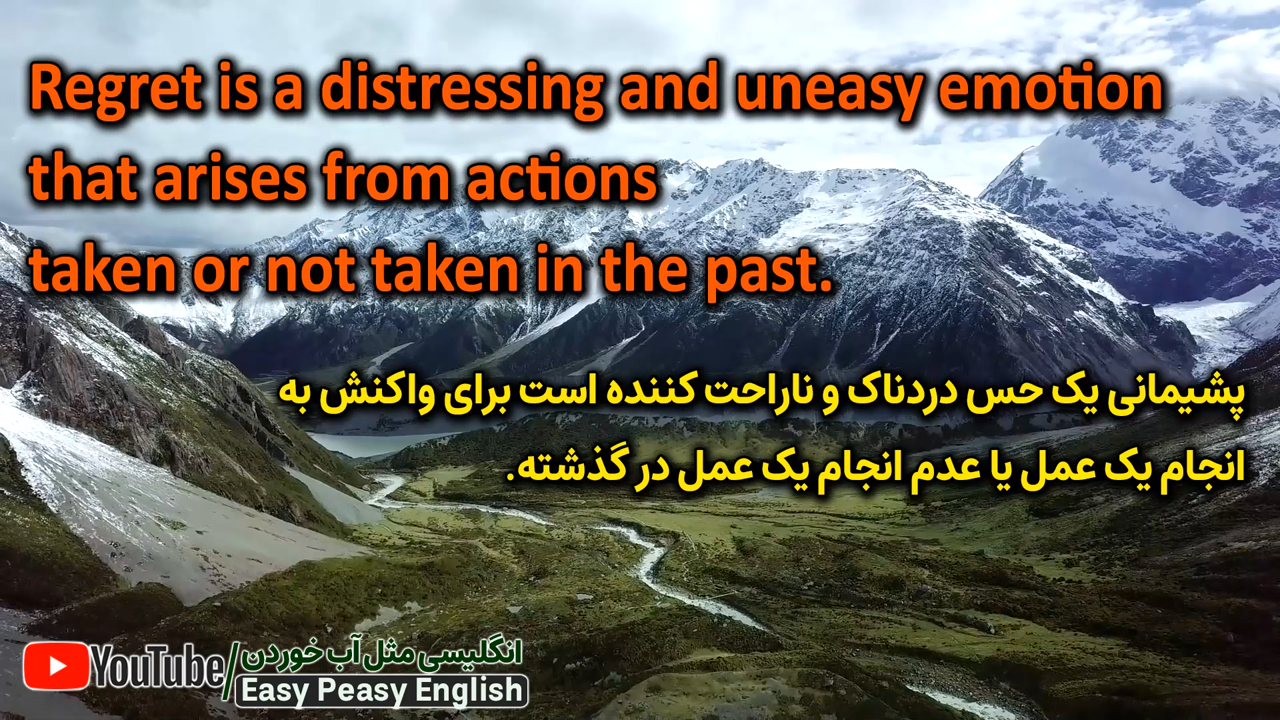 Regret is a distressing and uneasy emotion
that arises from actions
taken or not taken in the past.
پشیمانی یک حس دردناک و ناراحت کننده است برای واکنش به
انجام یک عمل یا عدم انجام یک عمل در گذشته.
YouTube/انگلیسی مثل آب خوردن
Easy Peasy English